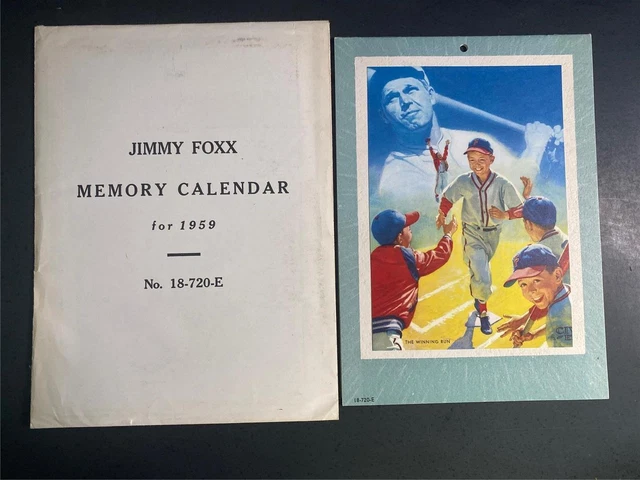 JIMMY FOXX
MEMORY CALENDAR
for 1959
No. 18-720-E
THE WINNING RUN
18-720-E